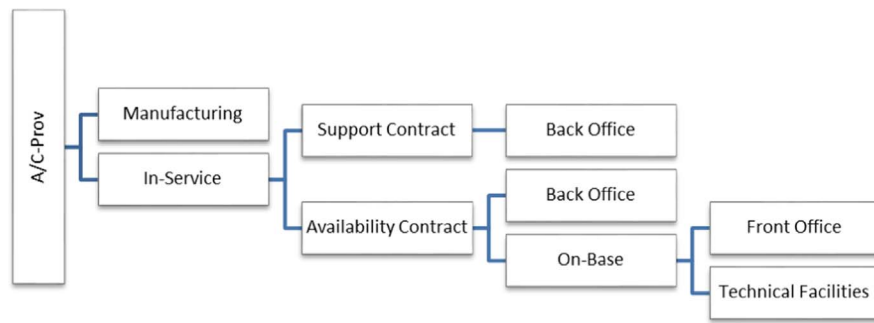 A/C-Prov
Manufacturing
In-Service
Support Contract
Back Office
Availability Contract
Back Office
On-Base
Front Office
Technical Facilities